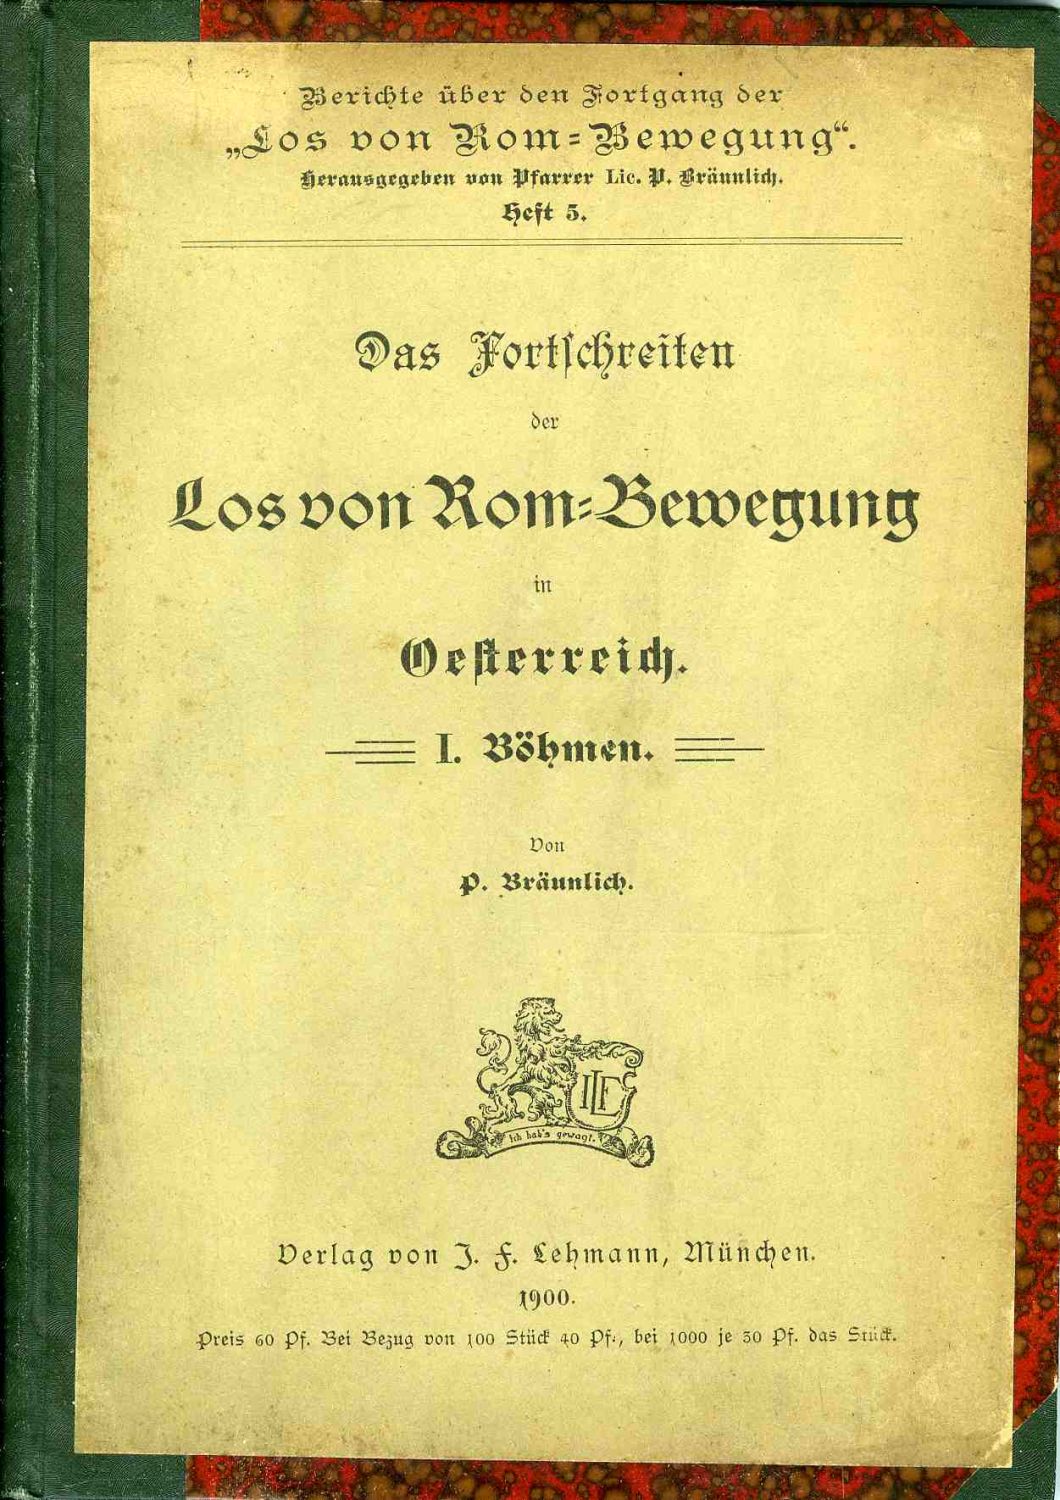 Berichte über den Fortgang der
„Los von Rom-Bewegung“.
Herausgegeben von Pfarrer Lic. P. Bräunlich.
Heft 5.
Das Fortschreiten
der
Los von Rom-Bewegung
in
Oesterreich.
I. Böhmen.
Von
P. Bräunlich.
JFL
Ich hab's gewagt.
Verlag von J. F. Lehmann, München.
1900.
Preis 60 Pf. Bei Bezug von 100 Stück 40 Pf., bei 1000 je 30 Pf. das Stück.